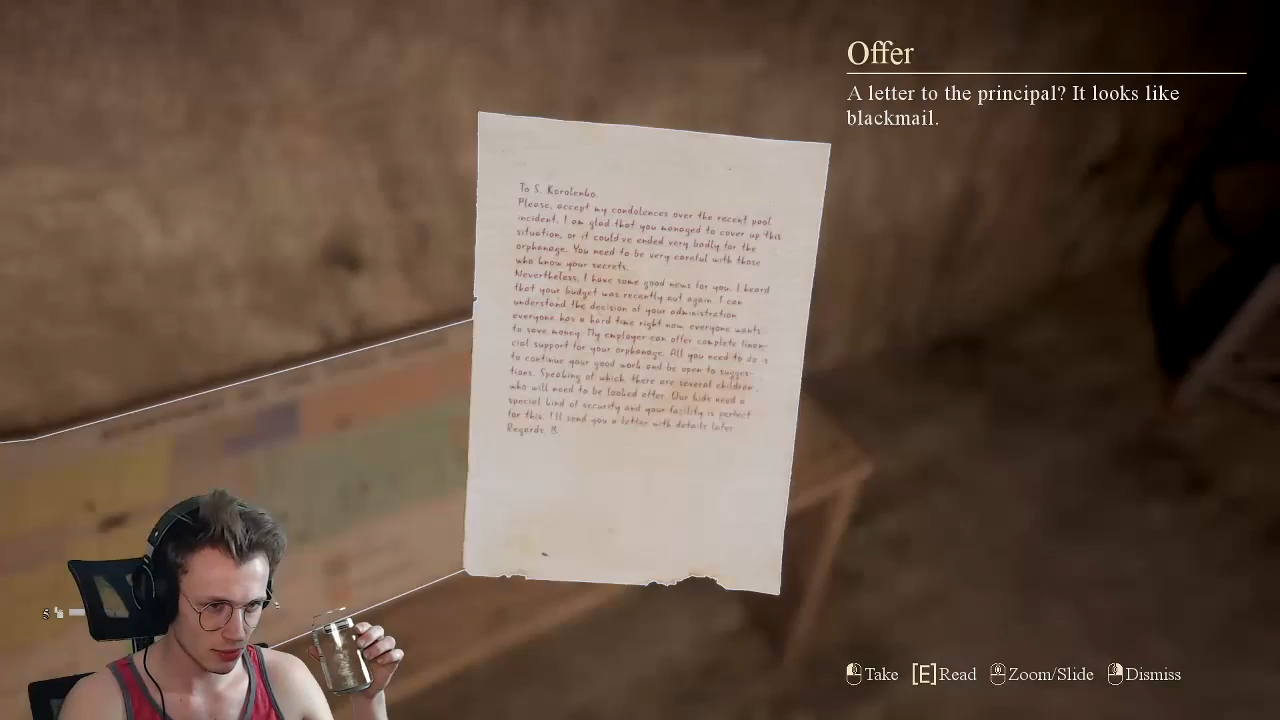 Offer
A letter to the principal? It looks like
blackmail.
To S. Korolenko.
Please, accept my condolences over the recent pool
incident. I am glad that you managed to cover up this
situation, or it could've ended very badly for the
orphanage. You need to be very careful with those
who know your secrets.
Nevertheless, I have some good news for you. I heard
that your budget was recently cut again. I can
understand the decision of your administration
everyone has a hard time right now, everyone wants
to save money. My employer can offer complete finan-
cial support for your orphanage. All you need to do is
to continue your good work and be open to sugges-
tions. Speaking of which there are several children
who will need to be looked after. Our kids need a
special kind of security and your facility is perfect
for this. I'll send you a letter with details later
Regards,
Take [E]Read Zoom/Slide Dismiss